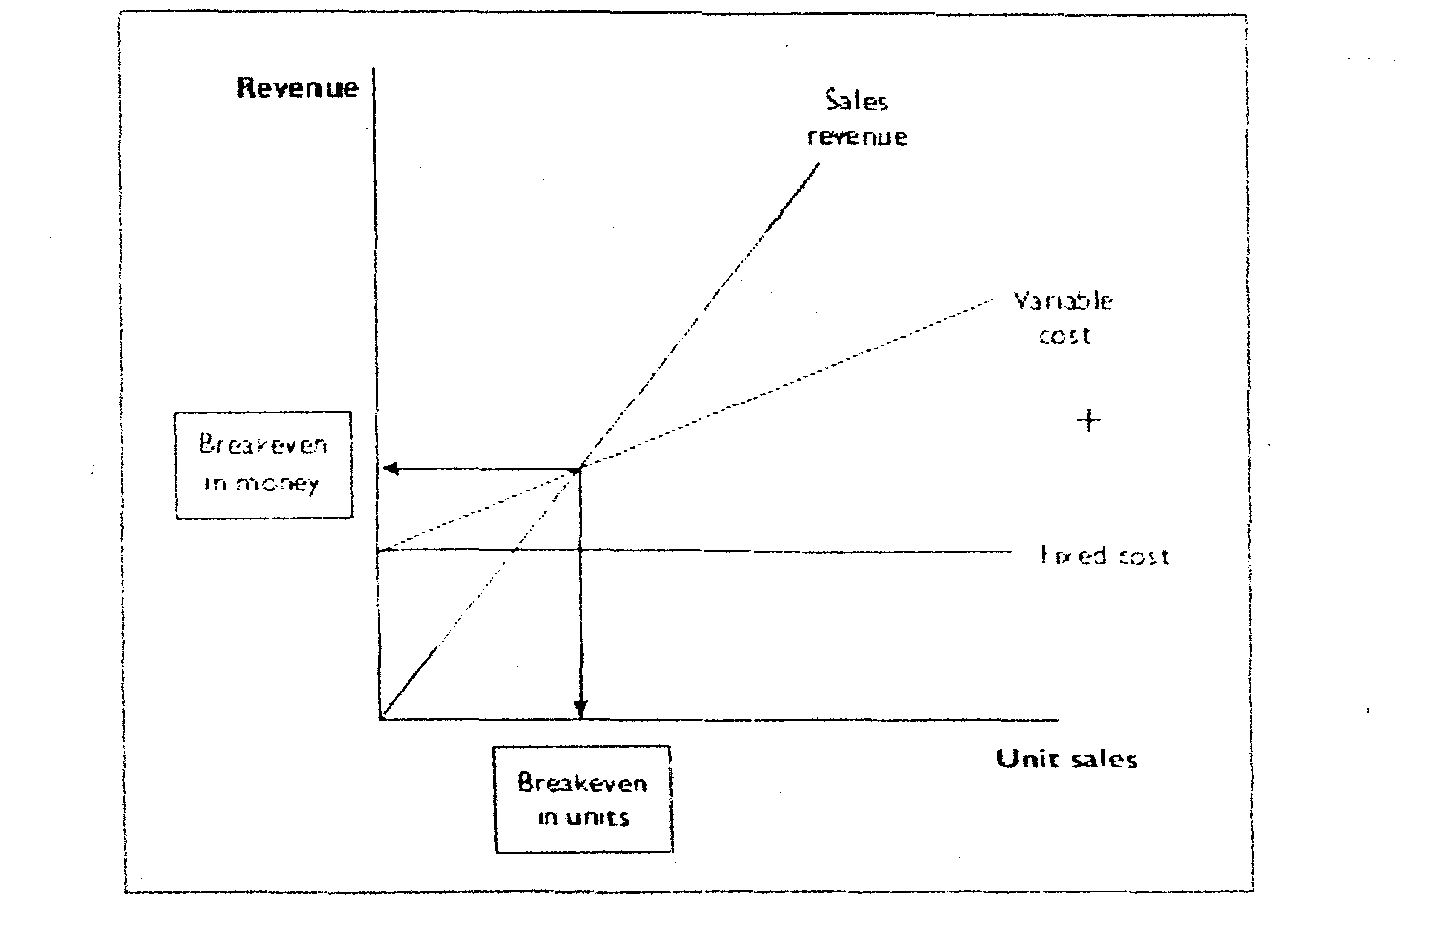 Revenue
Sales
revenue
Variable
cost
+
Breakeven
in money
Fixed cost
Unit sales
Breakeven
in units